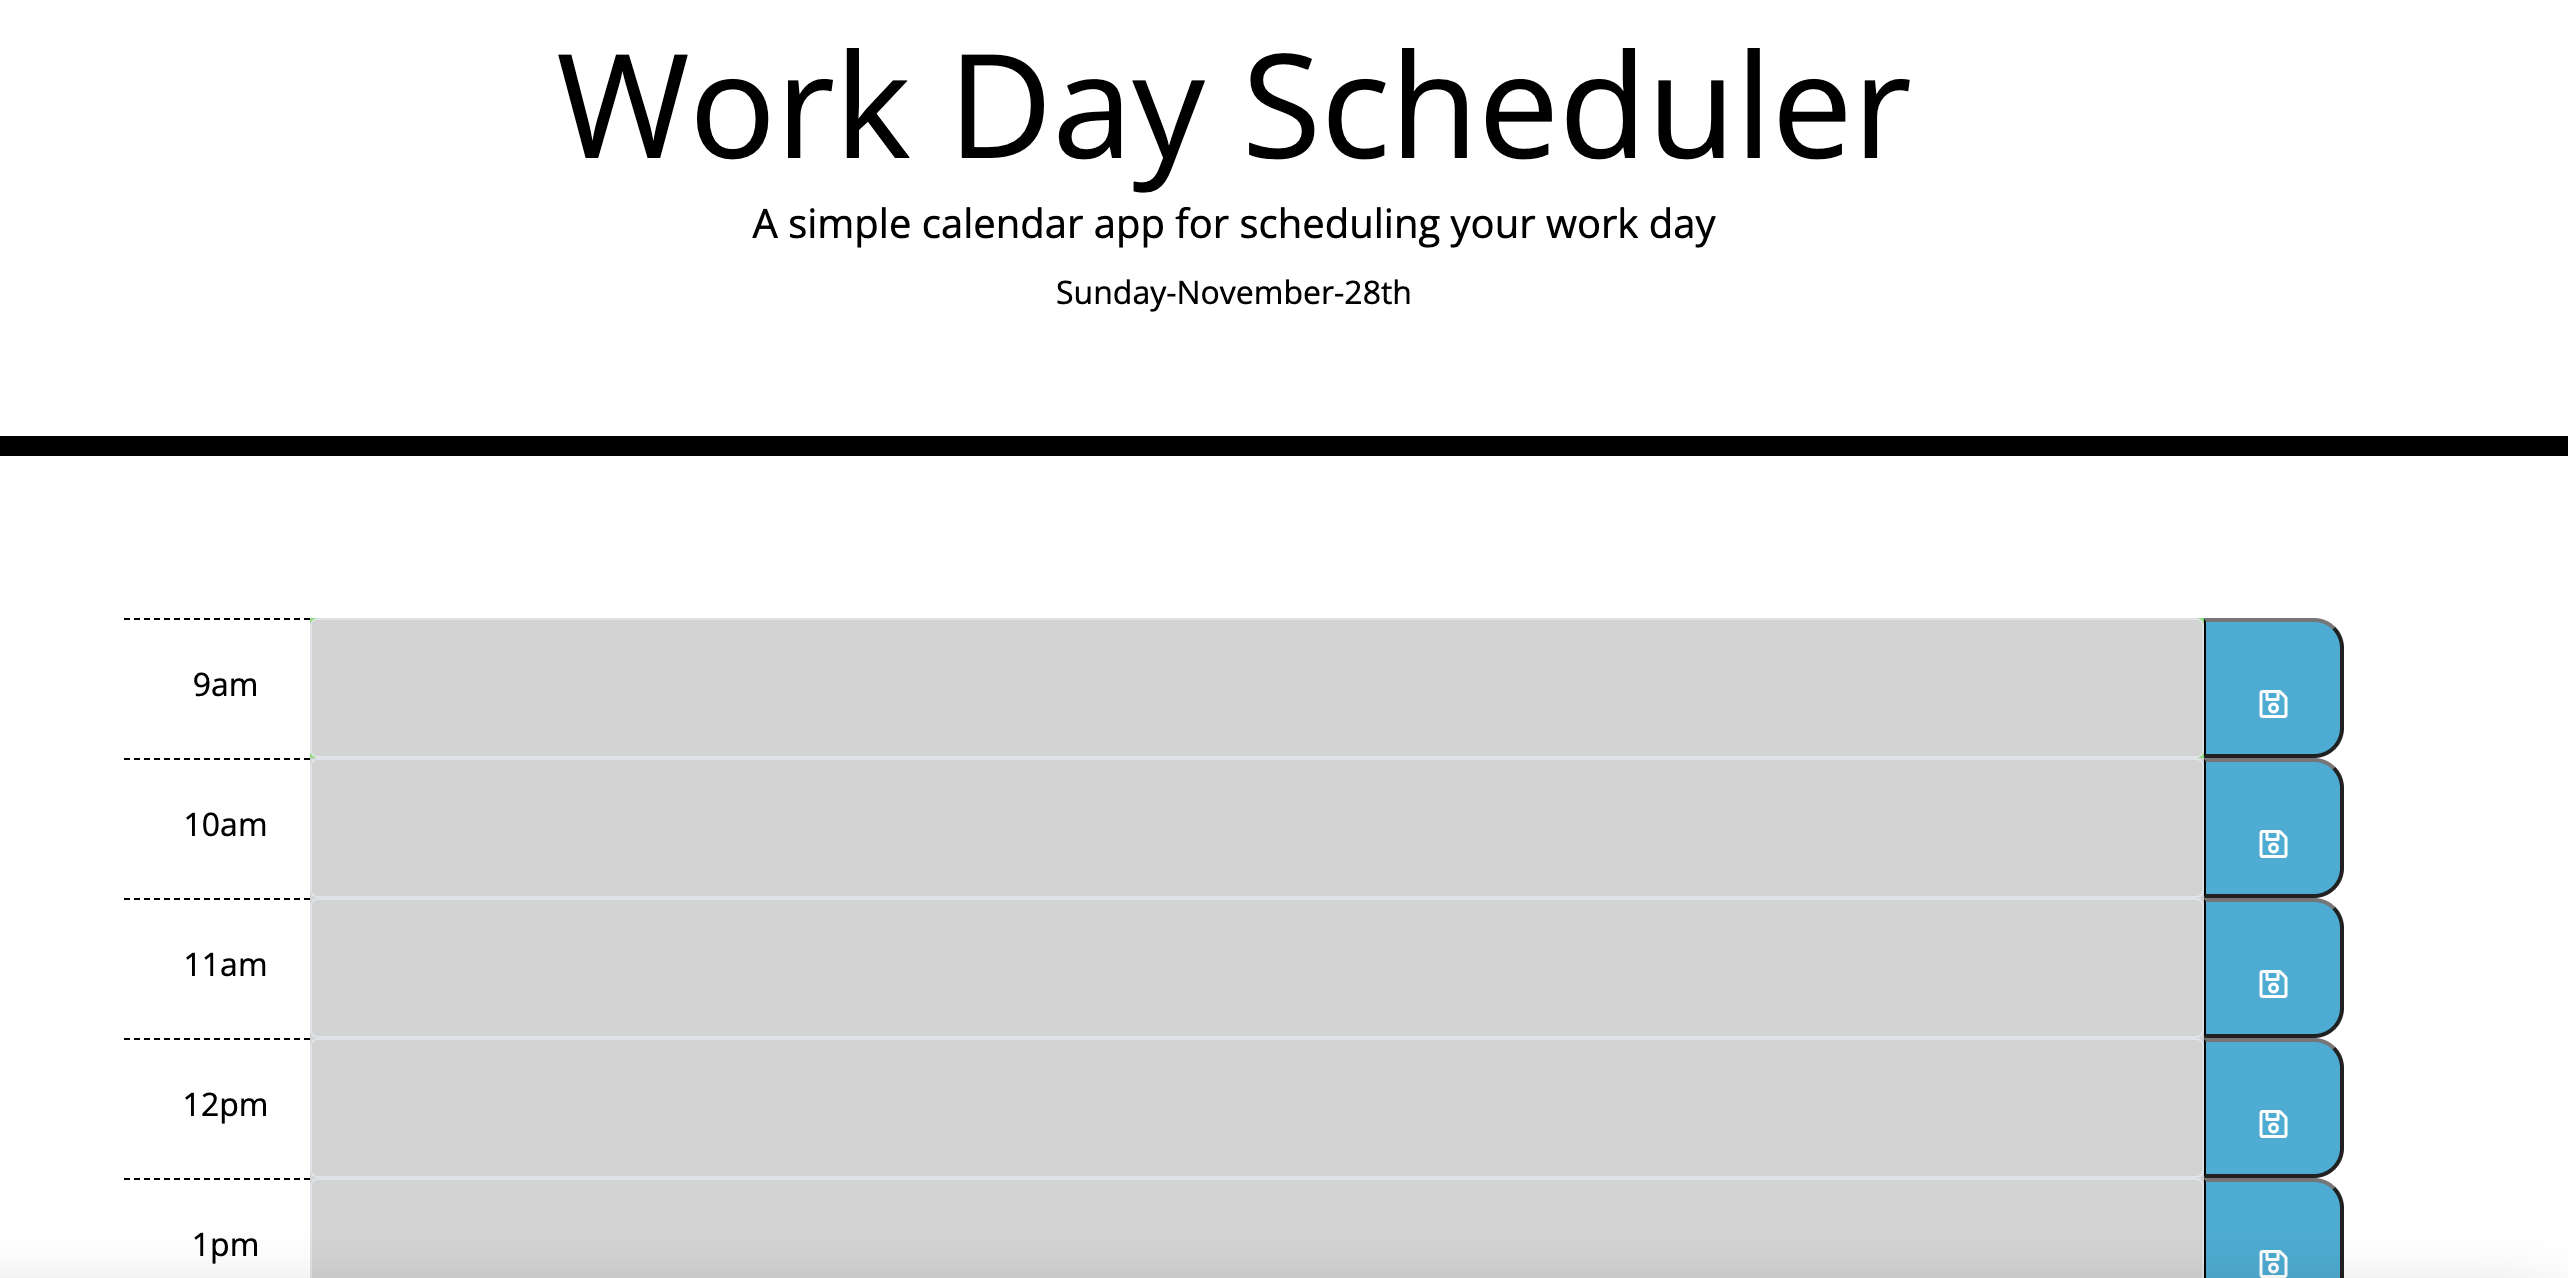 Work Day Scheduler
A simple calendar app for scheduling your work day
Sunday-November-28th
9am
10am
11am
12pm
1pm